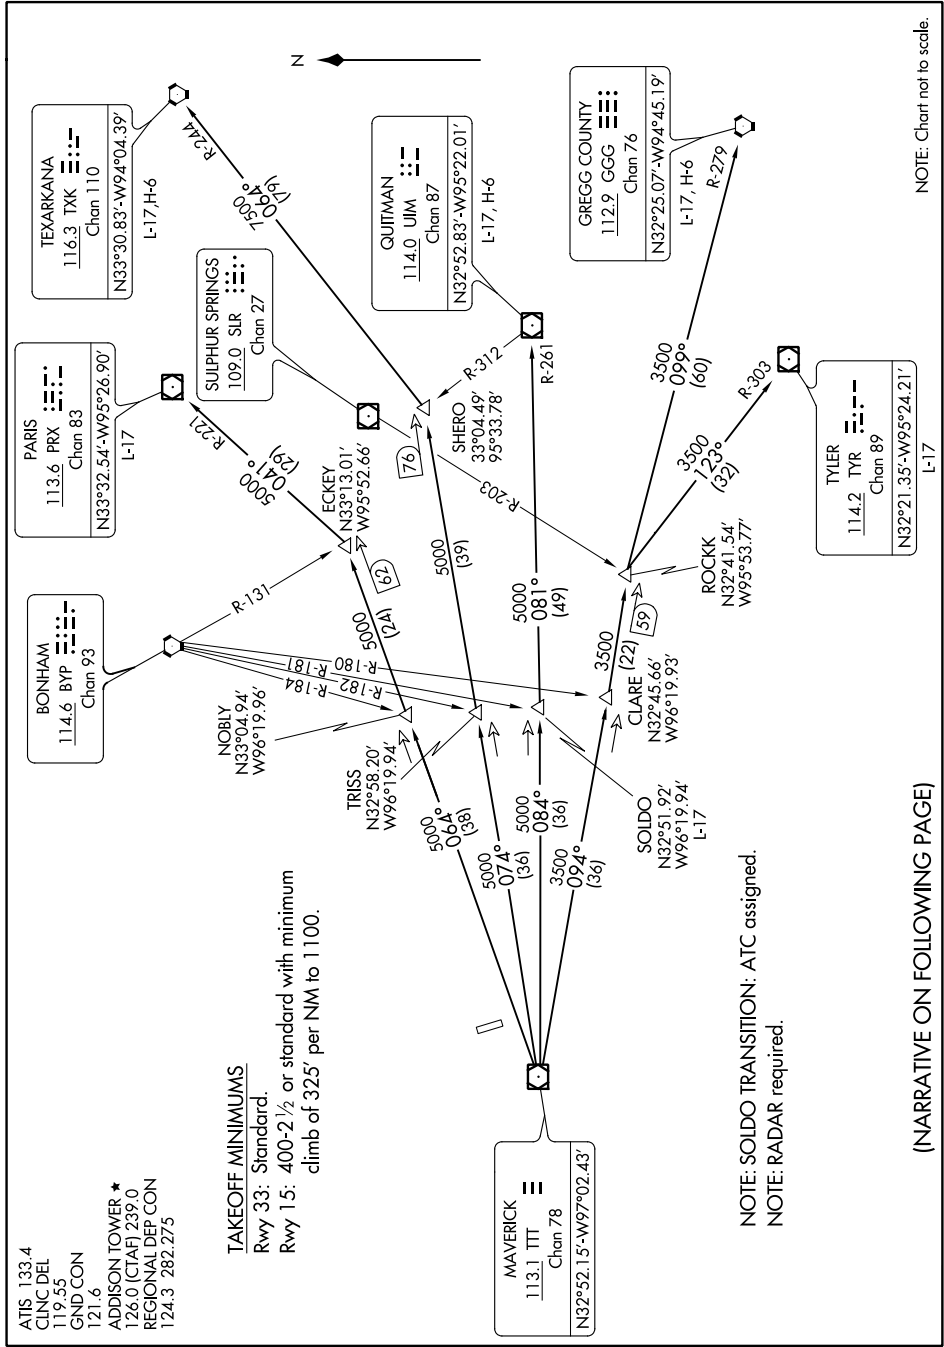 ATIS 133.4
CLNC DEL
119.55
GND CON
121.6
ADDISON TOWER ★
126.0 (CTAF) 239.0
REGIONAL DEP CON
124.3 282.275
TAKEOFF MINIMUMS
Rwy 33: Standard.
Rwy 15: 400-2½ or standard with minimum
climb of 325' per NM to 1100.
BONHAM
114.6 BYP
Chan 93
PARIS
113.6 PRX
Chan 83
N33°32.54'-W95°26.90'
L-17
TEXARKANA
116.3 TXK
Chan 110
N33°30.83'-W94°04.39'
L-17,H-6
SULPHUR SPRINGS
109.0 SLR
Chan 27
QUITMAN
114.0 UIM
Chan 87
N32°52.83'-W95°22.01'
L-17, H-6
GREGG COUNTY
112.9 GGG
Chan 76
N32°25.07'-W94°45.19'
L-17, H-6
TYLER
114.2 TYR
Chan 89
N32°21.35'-W95°24.21'
L-17
MAVERICK
113.1 TTT
Chan 78
N32°52.15'-W97°02.43'
NOBLY
N33°04.94'
W96°19.96'
TRISS
N32°58.20'
W96°19.94'
SOLDO
N32°51.92'
W96°19.94'
L-17
CLARE
N32°45.66'
W96°19.93'
ECKEY
N33°13.01'
W95°52.66'
SHERO
33°04.49'
95°33.78'
ROCKK
N32°41.54'
W95°53.77'
5000
064°
(38)
5000
074°
(36)
5000
084°
(36)
3500
094°
(36)
R-184
R-182
R-181
R-180
R-131
5000
(24)
62
5000
041°
(29)
R-221
5000
(39)
76
7500
064°
(79)
R-244
R-312
R-203
5000
081°
(49)
R-261
3500
(22)
59
3500
099°
(60)
R-279
3500
123°
(32)
R-303
N
NOTE: SOLDO TRANSITION: ATC assigned.
NOTE: RADAR required.
NOTE: Chart not to scale.
(NARRATIVE ON FOLLOWING PAGE)